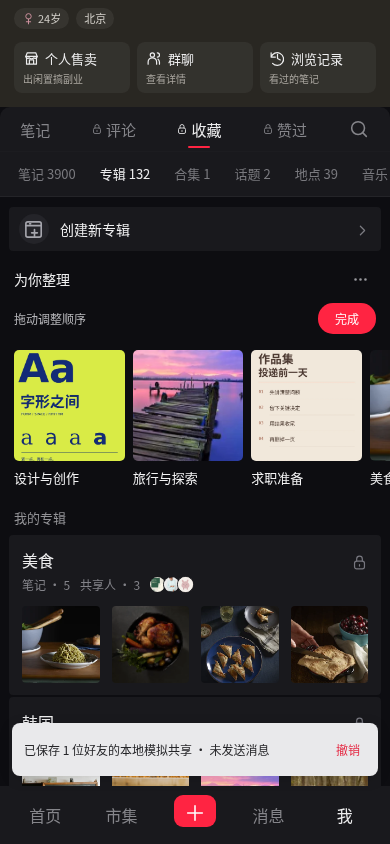 24岁
北京
个人售卖
出闲置搞副业
群聊
查看详情
浏览记录
看过的笔记
笔记
评论
收藏
赞过
笔记 3900
专辑 132
合集 1
话题 2
地点 39
音乐
创建新专辑
为你整理
拖动调整顺序
完成
Aa
字形之间
a a a a
作品集
投递前一天
设计与创作
旅行与探索
求职准备
美食
我的专辑
美食
笔记 · 5 共享人 · 3
韩国
已保存 1 位好友的本地模拟共享 · 未发送消息
撤销
首页
市集
消息
我